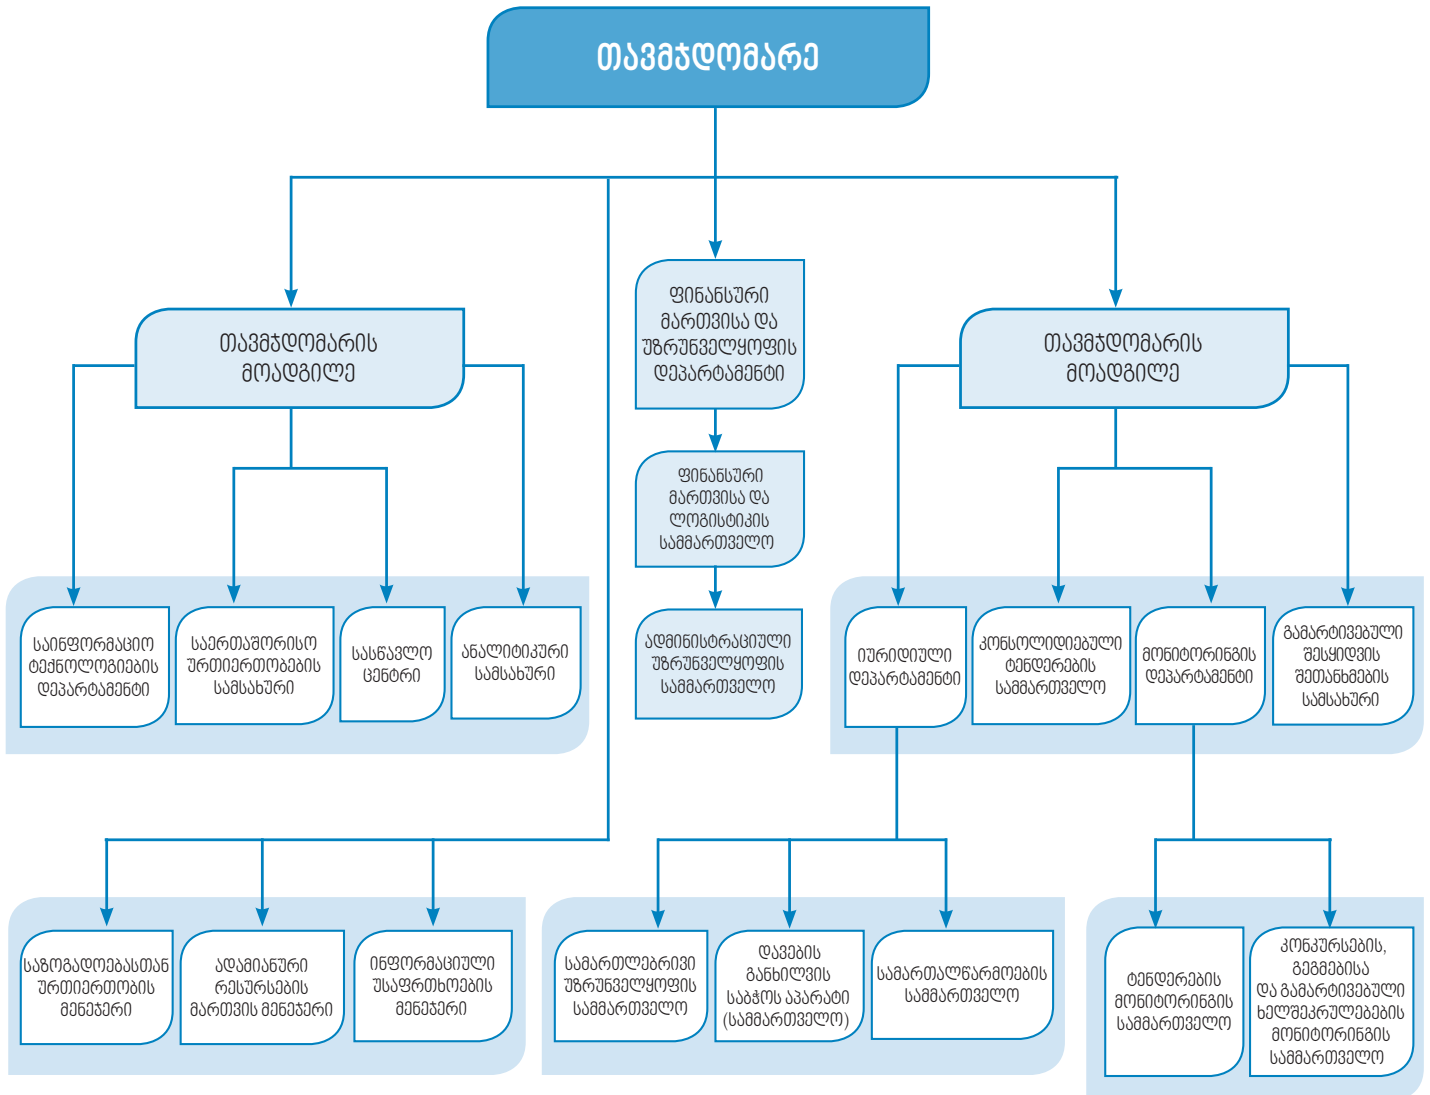 თავმჯდომარე
თავმჯდომარის
მოადგილე
ფინანსური
მართვისა და
უზრუნველყოფის
დეპარტამენტი
თავმჯდომარის
მოადგილე
ფინანსური
მართვისა და
ლოგისტიკის
სამმართველო
საინფორმაციო
ტექნოლოგიების
დეპარტამენტი
საერთაშორისო
ურთიერთობების
სამსახური
სასწავლო
ცენტრი
ანალიტიკური
სამსახური
ადმინისტრაციული
უზრუნველყოფის
სამმართველო
იურიდიული
დეპარტამენტი
კონსოლიდიებული
ტენდერების
სამმართველო
მონიტორინგის
დეპარტამენტი
გამარტივებული
შესყიდვის
შეთანხმების
სამსახური
საზოგადოებასთან
ურთიერთობის
მენეჯერი
ადამიანური
რესურსების
მართვის მენეჯერი
ინფორმაციული
უსაფრთხოების
მენეჯერი
სამართლებრივი
უზრუნველყოფის
სამმართველო
დავების
განხილვის
საბჭოს აპარატი
(სამმართველო)
სამართალწარმოების
სამმართველო
ტენდერების
მონიტორინგის
სამმართველო
კონკურსების,
გეგმებისა
და გამარტივებული
ხელშეკრულებების
მონიტორინგის
სამმართველო